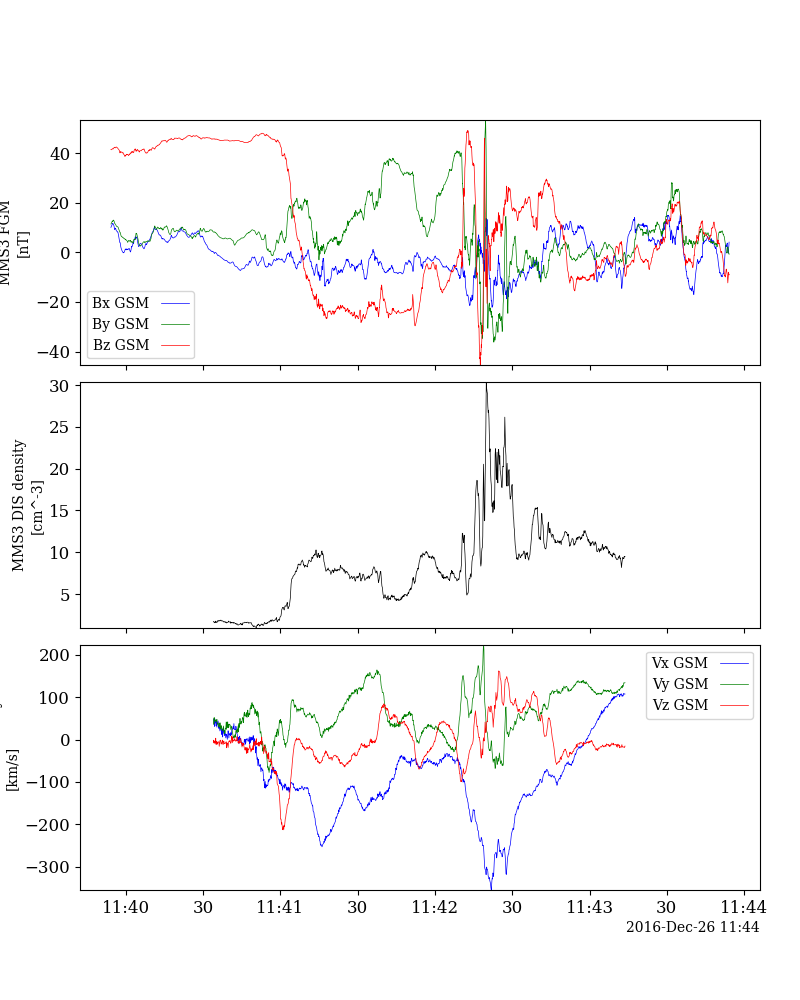 MMS3 FGM
[nT]
40
20
0
−20
−40
Bx GSM
By GSM
Bz GSM
MMS3 DIS density
[cm^-3]
30
25
20
15
10
5
[km/s]
200
100
0
−100
−200
−300
Vx GSM
Vy GSM
Vz GSM
11:40
30
11:41
30
11:42
30
11:43
30
11:44
2016-Dec-26 11:44